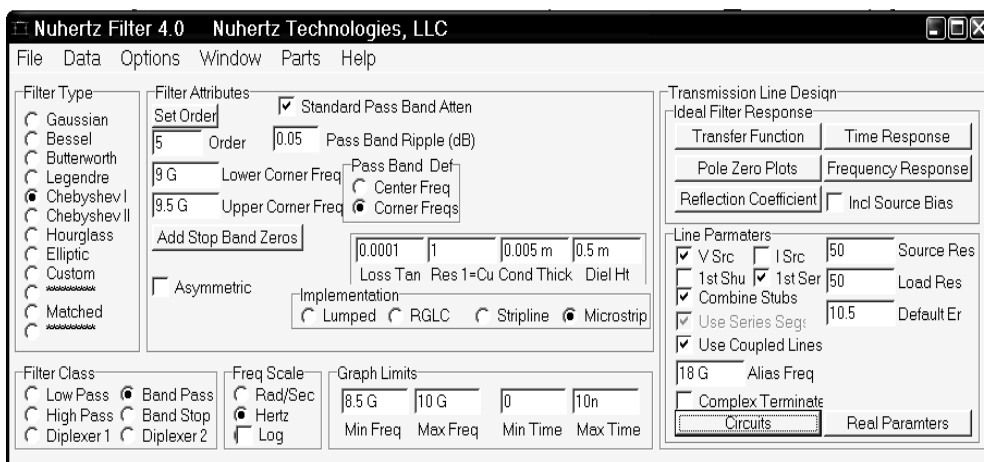 Nuhertz Filter 4.0 Nuhertz Technologies, LLC
File Data Options Window Parts Help
Filter Type
Gaussian
Bessel
Butterworth
Legendre
Chebyshev I
Chebyshev II
Hourglass
Elliptic
Custom
**********
Matched
**********
Filter Attributes
Set Order
Standard Pass Band Atten
5 Order
0.05 Pass Band Ripple (dB)
9 G Lower Corner Freq
9.5 G Upper Corner Freq
Pass Band Def
Center Freq
Corner Freqs
Add Stop Band Zeros
Asymmetric
0.0001 1 0.005 m 0.5 m
Loss Tan Res 1=Cu Cond Thick Diel Ht
Implementation
Lumped RGLC Stripline Microstrip
Transmission Line Design
Ideal Filter Response
Transfer Function Time Response
Pole Zero Plots Frequency Response
Reflection Coefficient Incl Source Bias
Line Parmaters
V Src I Src
1st Shu 1st Ser
Combine Stubs
Use Series Segs
Use Coupled Lines
18 G Alias Freq
Complex Terminate
50 Source Res
50 Load Res
10.5 Default Er
Circuits Real Paramters
Filter Class
Low Pass Band Pass
High Pass Band Stop
Diplexer 1 Diplexer 2
Freq Scale
Rad/Sec
Hertz
Log
Graph Limits
8.5 G 10 G 0 10n
Min Freq Max Freq Min Time Max Time